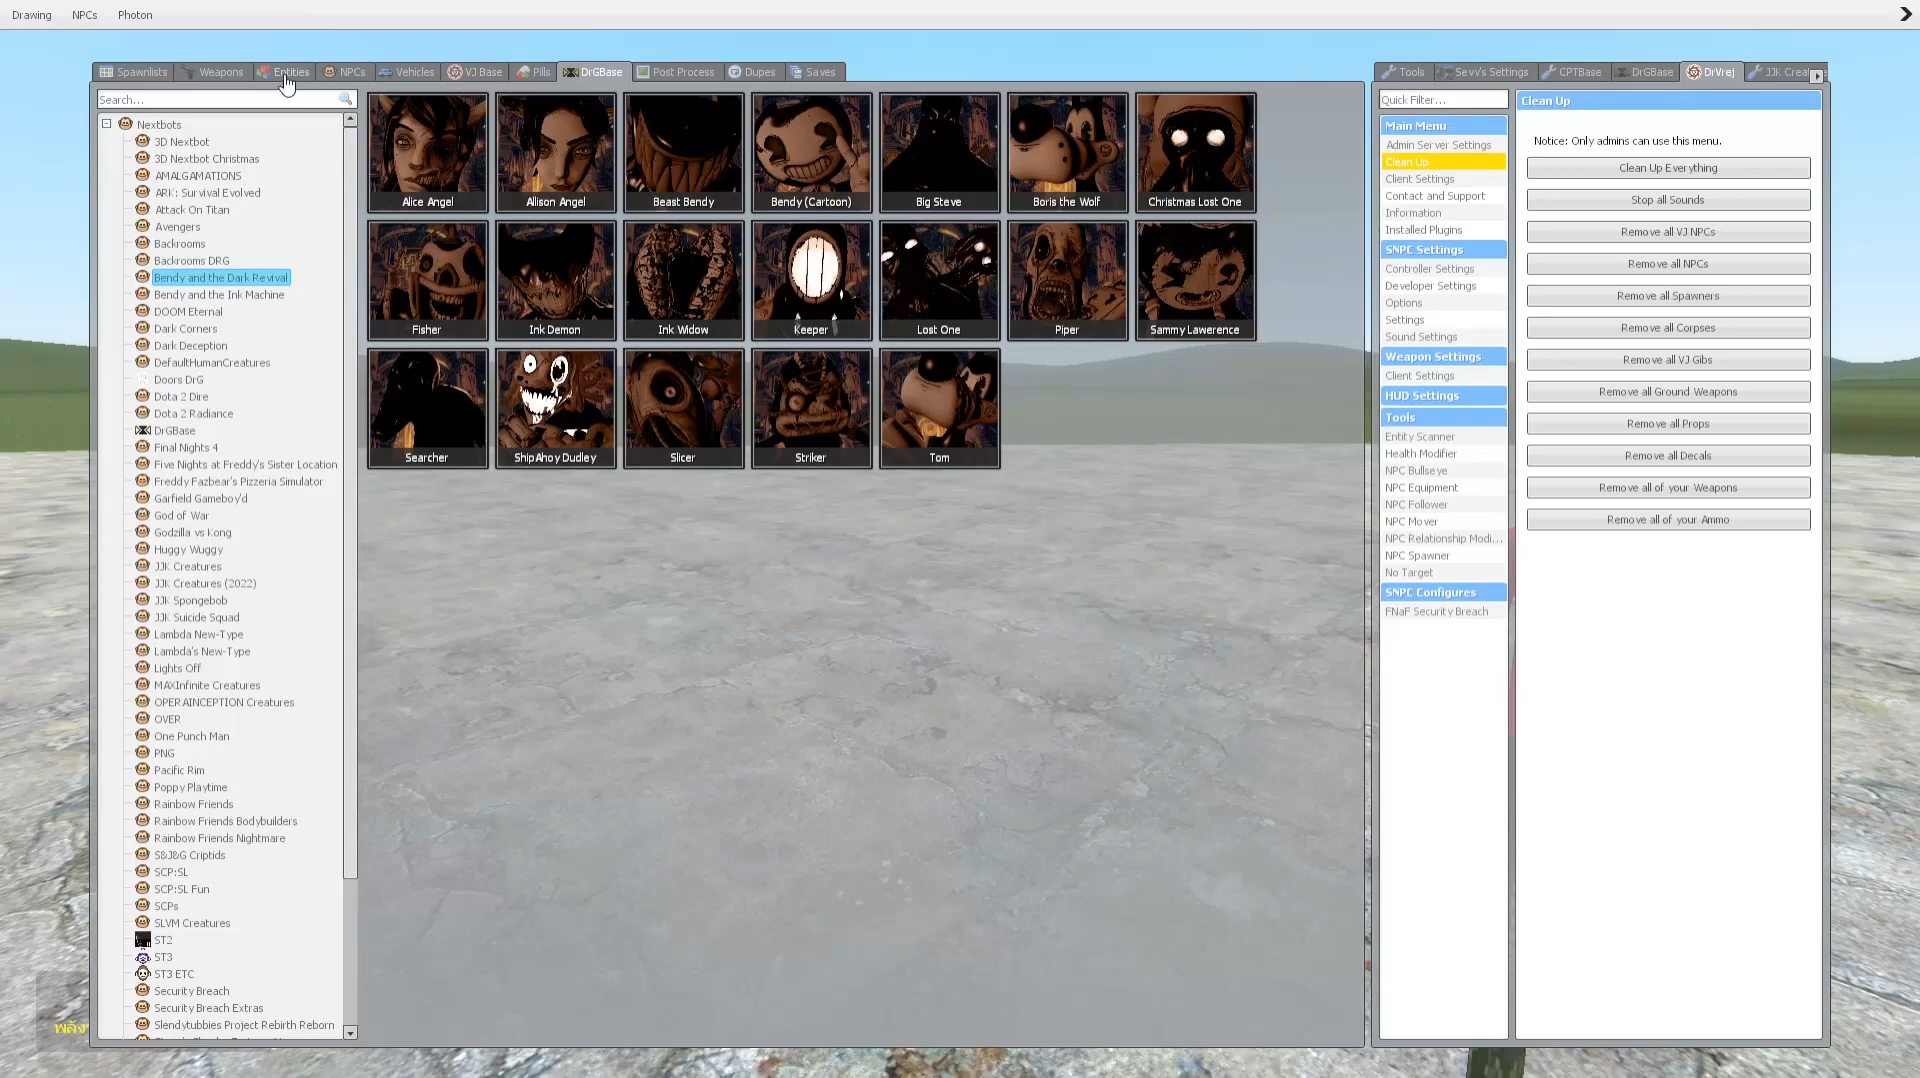 Drawing NPCs Photon
Spawnlists Weapons Entities NPCs Vehicles VJ Base Pills DrGBase Post Process Dupes Saves
Search...
Nextbots
3D Nextbot
3D Nextbot Christmas
AMALGAMATIONS
ARK: Survival Evolved
Attack On Titan
Avengers
Backrooms
Backrooms DRG
Bendy and the Dark Revival
Bendy and the Ink Machine
DOOM Eternal
Dark Corners
Dark Deception
DefaultHumanCreatures
Doors DrG
Dota 2 Dire
Dota 2 Radiance
DrGBase
Final Nights 4
Five Nights at Freddy's Sister Location
Freddy Fazbear's Pizzeria Simulator
Garfield Gameboy'd
God of War
Godzilla vs Kong
Huggy Wuggy
JJK Creatures
JJK Creatures (2022)
JJK Spongebob
JJK Suicide Squad
Lambda New-Type
Lambda's New-Type
Lights Off
MAXInfinite Creatures
OPERAINCEPTION Creatures
OVER
One Punch Man
PNG
Pacific Rim
Poppy Playtime
Rainbow Friends
Rainbow Friends Bodybuilders
Rainbow Friends Nightmare
S&J&G Criptids
SCP:SL
SCP:SL Fun
SCPs
SLVM Creatures
ST2
ST3
ST3 ETC
Security Breach
Security Breach Extras
Slendytubbies Project Rebirth Reborn
Alice Angel Allison Angel Beast Bendy Bendy (Cartoon) Big Steve Boris the Wolf Christmas Lost One
Fisher Ink Demon Ink Widow Keeper Lost One Piper Sammy Lawerence
Searcher ShipAhoy Dudley Slicer Striker Tom
Tools Sevv's Settings CPTBase DrGBase DrVrej JJK Crea
Quick Filter...
Main Menu
Admin Server Settings
Clean Up
Client Settings
Contact and Support
Information
Installed Plugins
SNPC Settings
Controller Settings
Developer Settings
Options
Settings
Sound Settings
Weapon Settings
Client Settings
HUD Settings
Tools
Entity Scanner
Health Modifier
NPC Bullseye
NPC Equipment
NPC Follower
NPC Mover
NPC Relationship Modi...
NPC Spawner
No Target
SNPC Configures
FNaF Security Breach
Clean Up
Notice: Only admins can use this menu.
Clean Up Everything
Stop all Sounds
Remove all VJ NPCs
Remove all NPCs
Remove all Spawners
Remove all Corpses
Remove all VJ Gibs
Remove all Ground Weapons
Remove all Props
Remove all Decals
Remove all of your Weapons
Remove all of your Ammo
พลัง